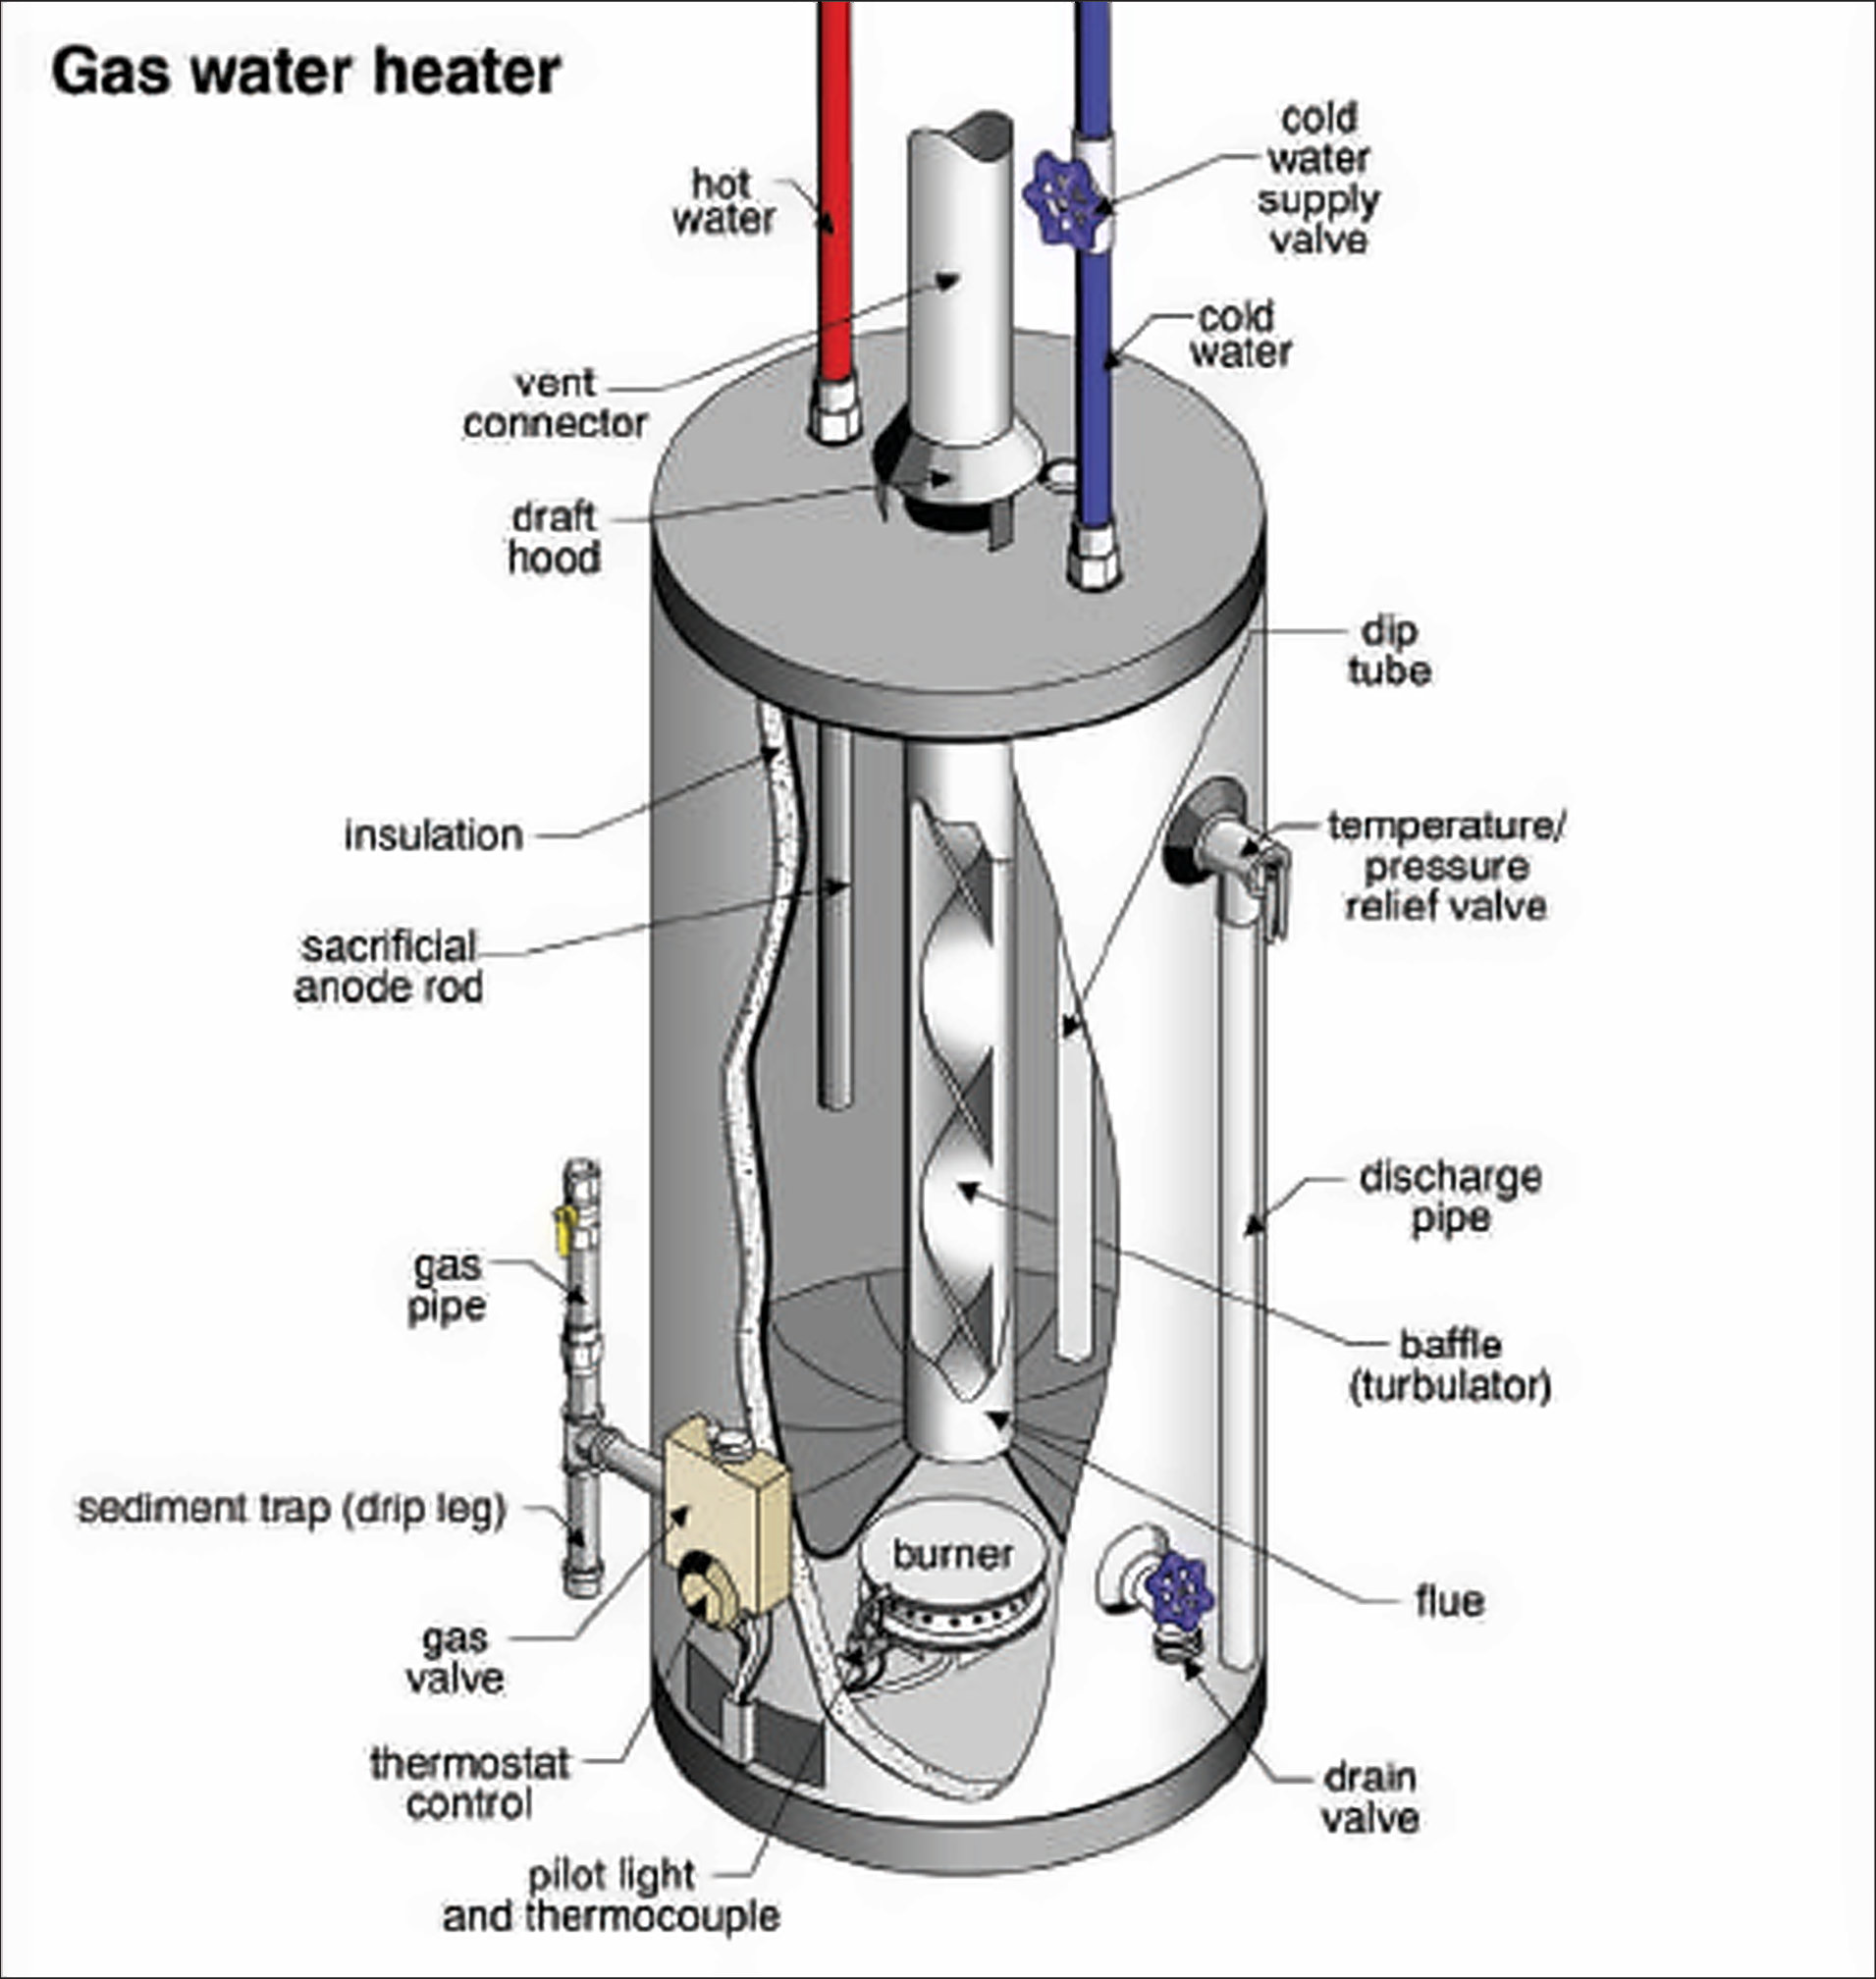 Gas water heater
cold
water
supply
valve
hot
water
cold
water
vent
connector
draft
hood
dip
tube
insulation
temperature/
pressure
relief valve
sacrificial
anode rod
discharge
pipe
gas
pipe
baffle
(turbulator)
sediment trap (drip leg)
burner
flue
gas
valve
thermostat
control
drain
valve
pilot light
and thermocouple